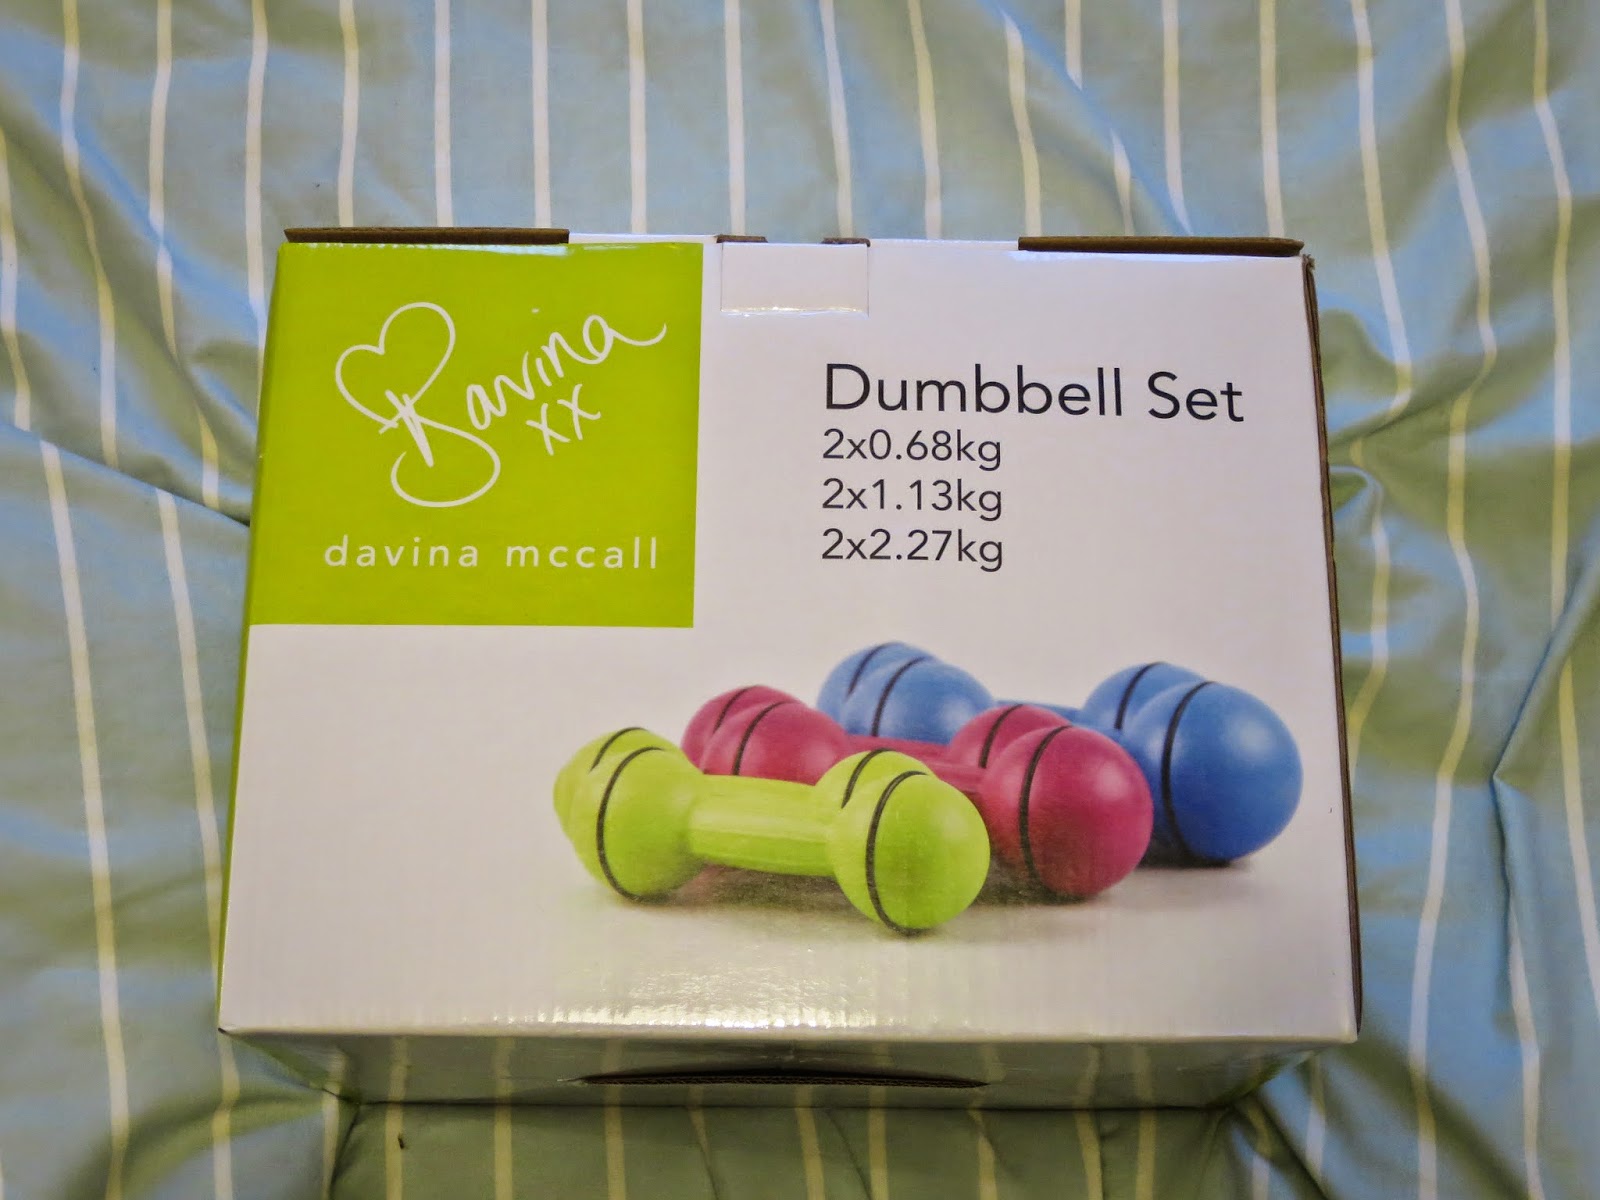 Davina
xx
davina mccall
Dumbbell Set
2x0.68kg
2x1.13kg
2x2.27kg